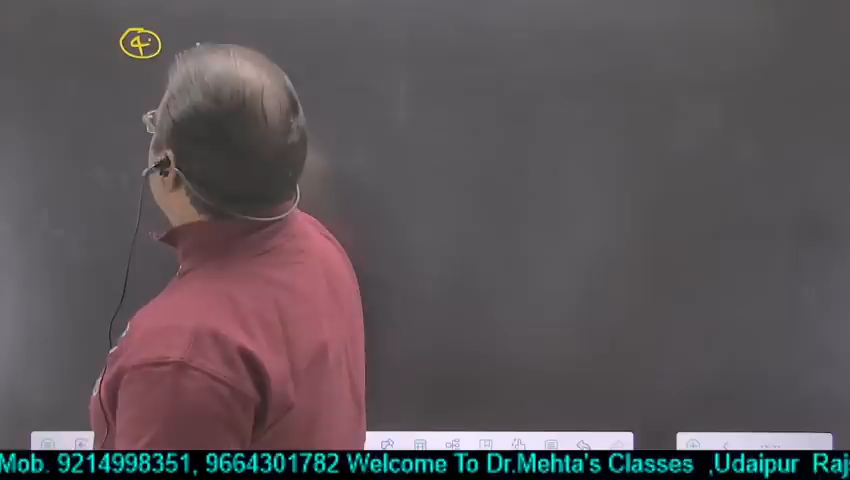 4.
Mob. 9214998351, 9664301782 Welcome To Dr.Mehta's Classes ,Udaipur Raj